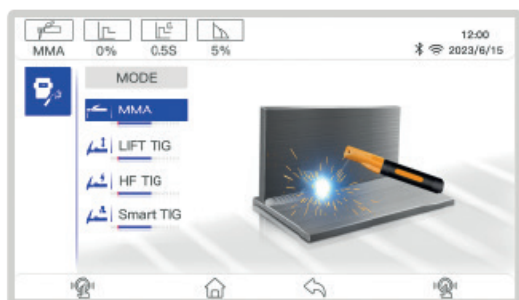 12:00
MMA 0% 0.5S 5% 2023/6/15
MODE
MMA
LIFT TIG
HF TIG
Smart TIG